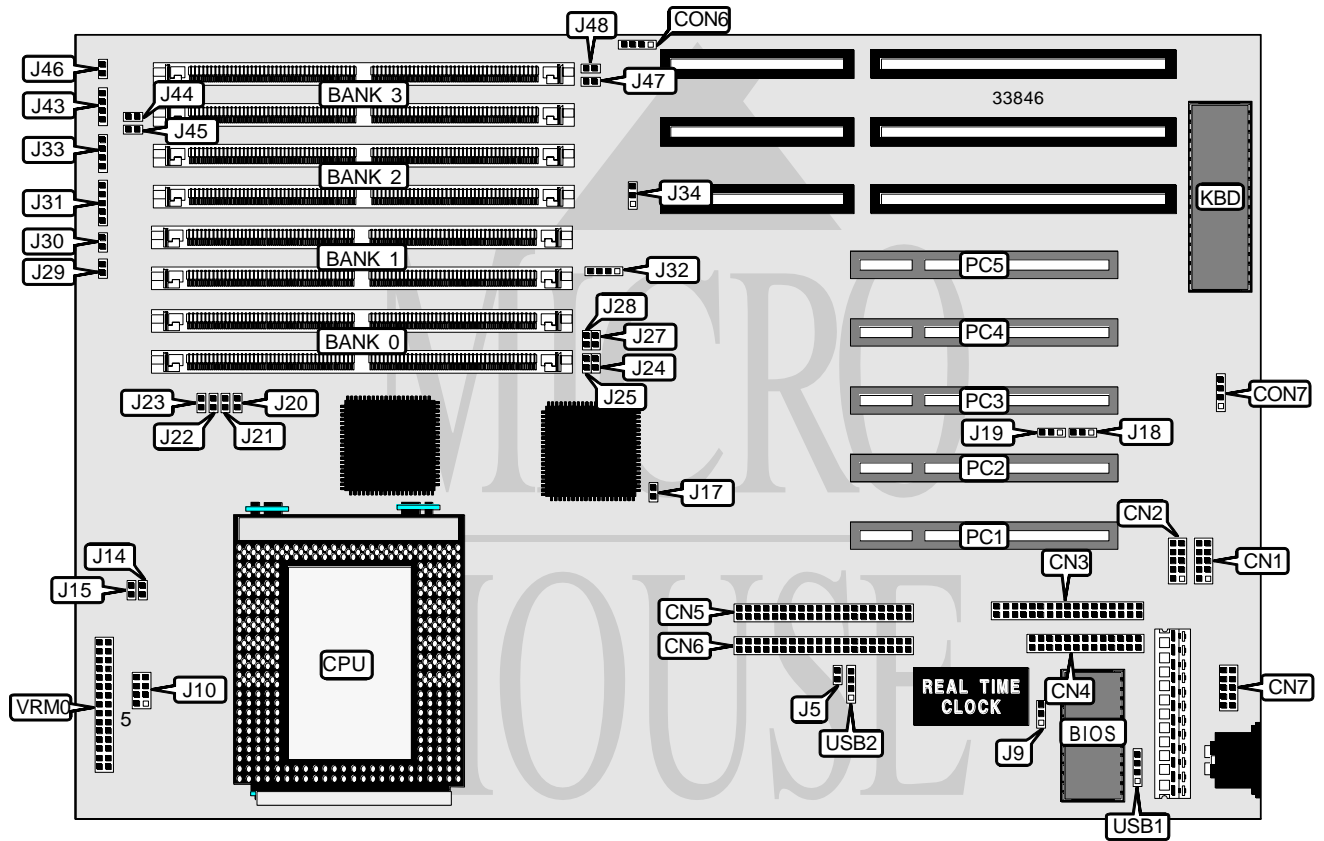 J48
CON6
J46
J47
J43
J44
BANK 3
33846
J45
J33
BANK 2
J31
J34
KBD
J30
BANK 1
J29
J32
PC5
J28
J27
PC4
BANK 0
J24
J25
J23
J20
PC3
CON7
J22
J21
J19
J18
PC2
J17
MICRO
CN2
PC1
J14
CN3
CN1
J15
CN5
HOUSE
CPU
CN6
J10
REAL TIME
CLOCK
CN4
CN7
VRM0
5
J5
USB2
J9
BIOS
USB1